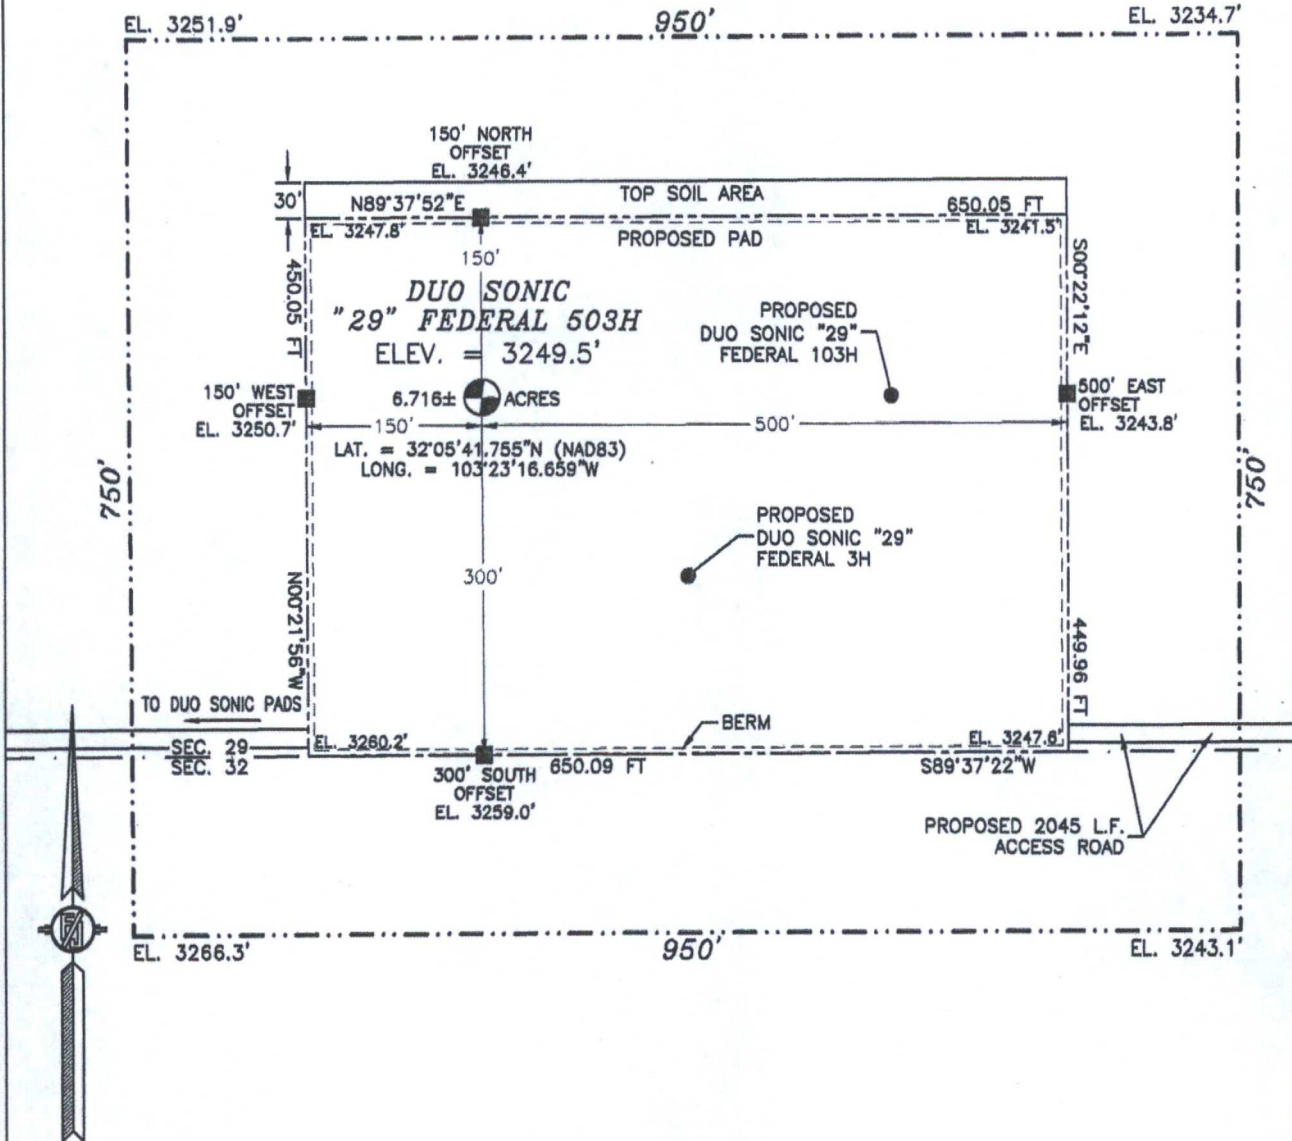 EL. 3251.9'
950'
EL. 3234.7'
150' NORTH
OFFSET
EL. 3246.4'
30'
N89°37'52"E
TOP SOIL AREA
650.05 FT
EL. 3247.8'
PROPOSED PAD
EL. 3241.5'
150'
450.05 FT
S00°22'12"E
DUO SONIC
"29" FEDERAL 503H
ELEV. = 3249.5'
PROPOSED
DUO SONIC "29"
FEDERAL 103H
150' WEST
OFFSET
EL. 3250.7'
6.716± ACRES
500' EAST
OFFSET
EL. 3243.8'
150'
500'
LAT. = 32°05'41.755"N (NAD83)
LONG. = 103°23'16.659"W
750'
750'
PROPOSED
DUO SONIC "29"
FEDERAL 3H
300'
N00°21'56"W
449.96 FT
TO DUO SONIC PADS
BERM
SEC. 29
SEC. 32
EL. 3260.2'
EL. 3247.6'
300' SOUTH
OFFSET
EL. 3259.0'
650.09 FT
S89°37'22"W
PROPOSED 2045 L.F.
ACCESS ROAD
EL. 3266.3'
950'
EL. 3243.1'